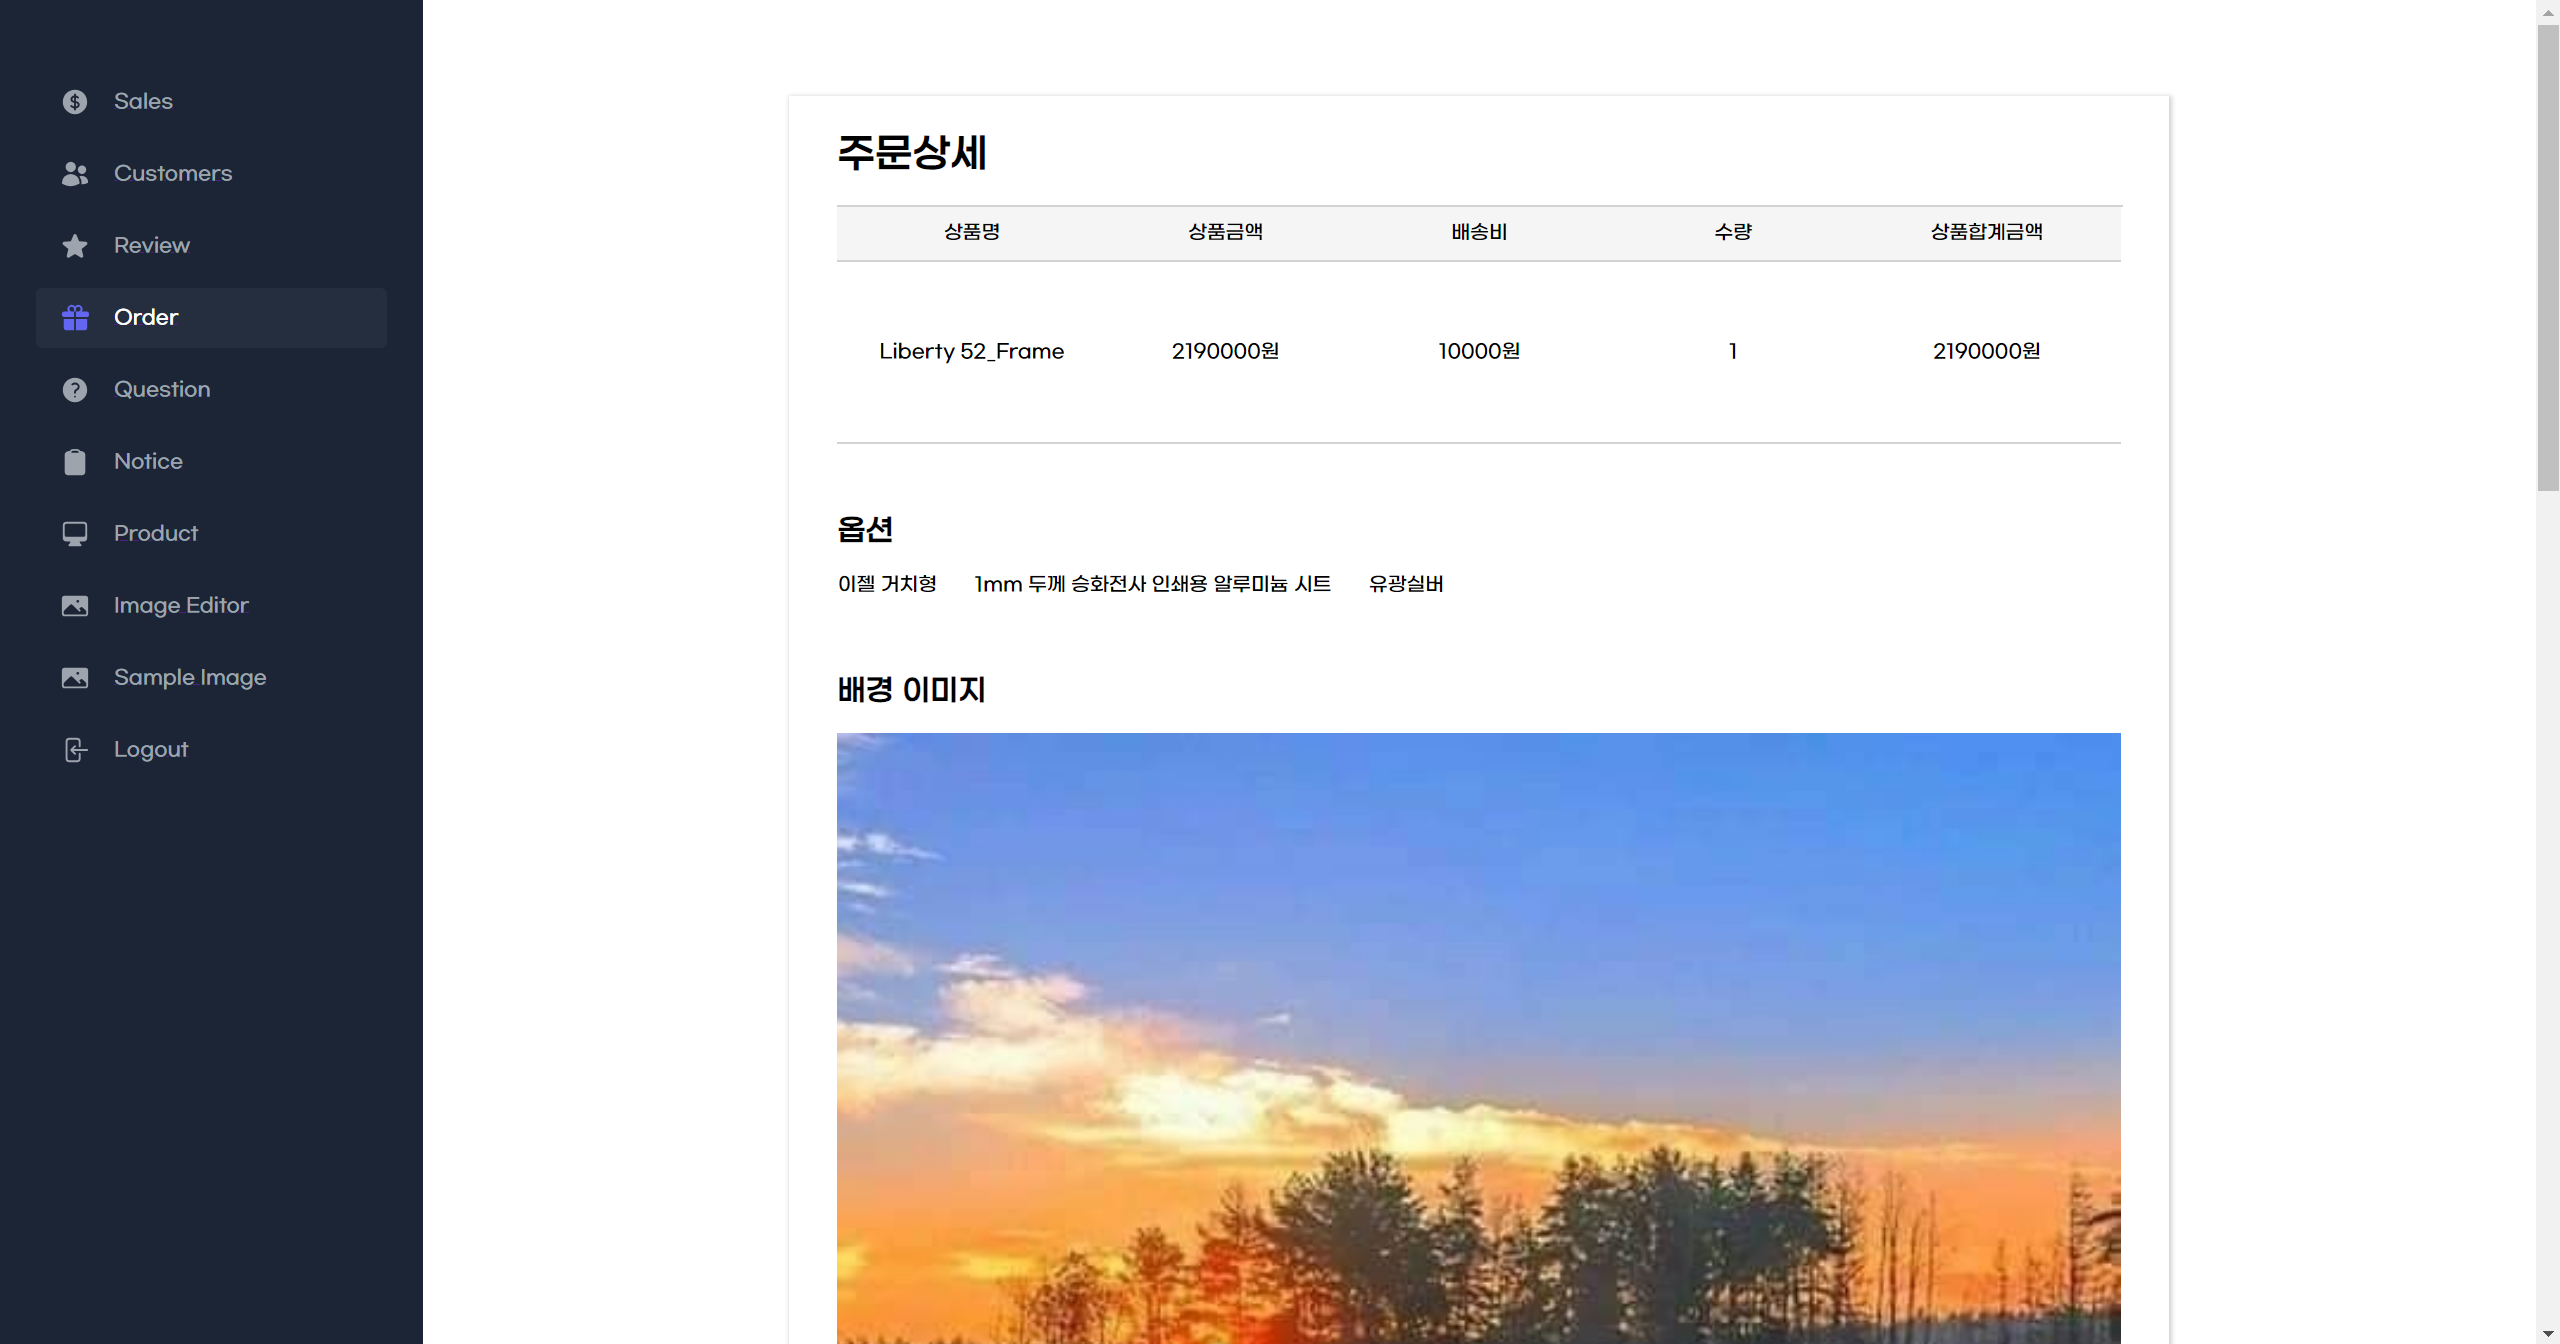 Sales
Customers
Review
Order
Question
Notice
Product
Image Editor
Sample Image
Logout
주문상세
상품명 상품금액 배송비 수량 상품합계금액
Liberty 52_Frame 2190000원 10000원 1 2190000원
옵션
이젤 거치형 1mm 두께 승화전사 인쇄용 알루미늄 시트 유광실버
배경 이미지